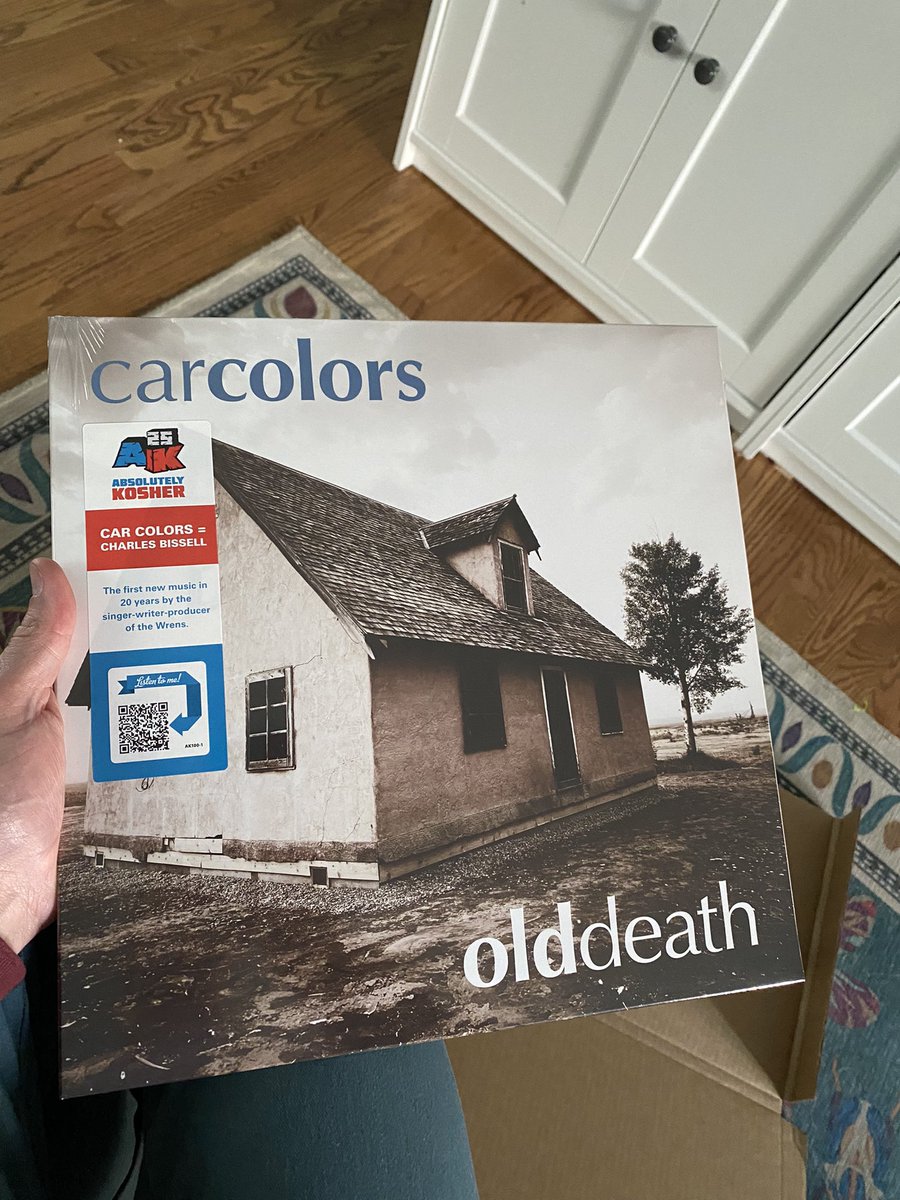 carcolors
25
AK
ABSOLUTELY
KOSHER
CAR COLORS =
CHARLES BISSELL
The first new music in
20 years by the
singer-writer-producer
of the Wrens.
Listen to me!
AK100-1
olddeath